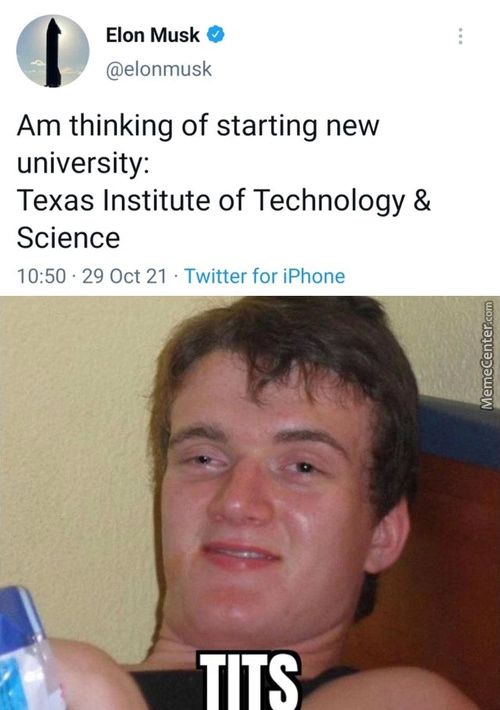 Elon Musk
@elonmusk
Am thinking of starting new
university:
Texas Institute of Technology &
Science
10:50 · 29 Oct 21 · Twitter for iPhone
MemeCenter.com
TITS